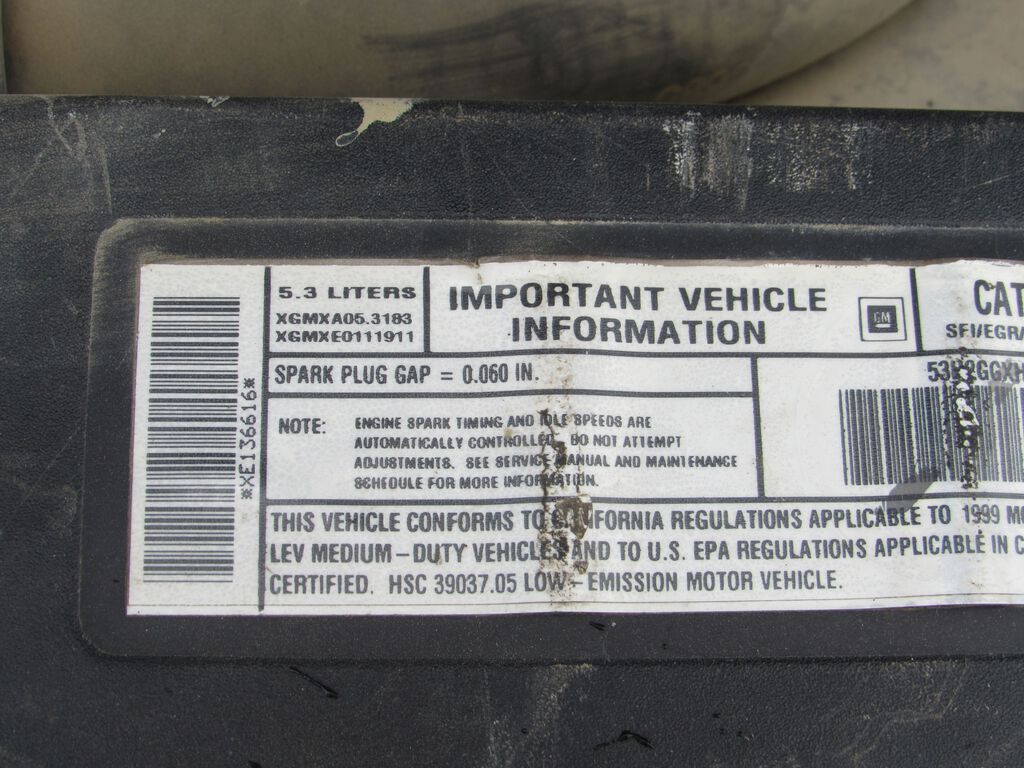 5.3 LITERS
XGMXA05.3183
XGMXE0111911
IMPORTANT VEHICLE
INFORMATION
GM
CAT
SFI/EGR
*XE136616*
SPARK PLUG GAP = 0.060 IN.
NOTE: ENGINE SPARK TIMING AND IDLE SPEEDS ARE
AUTOMATICALLY CONTROLLED. DO NOT ATTEMPT
ADJUSTMENTS. SEE SERVICE MANUAL AND MAINTENANCE
SCHEDULE FOR MORE INFORMATION.
THIS VEHICLE CONFORMS TO CALIFORNIA REGULATIONS APPLICABLE TO 1999 M
LEV MEDIUM-DUTY VEHICLES AND TO U.S. EPA REGULATIONS APPLICABLE IN C
CERTIFIED. HSC 39037.05 LOW-EMISSION MOTOR VEHICLE.